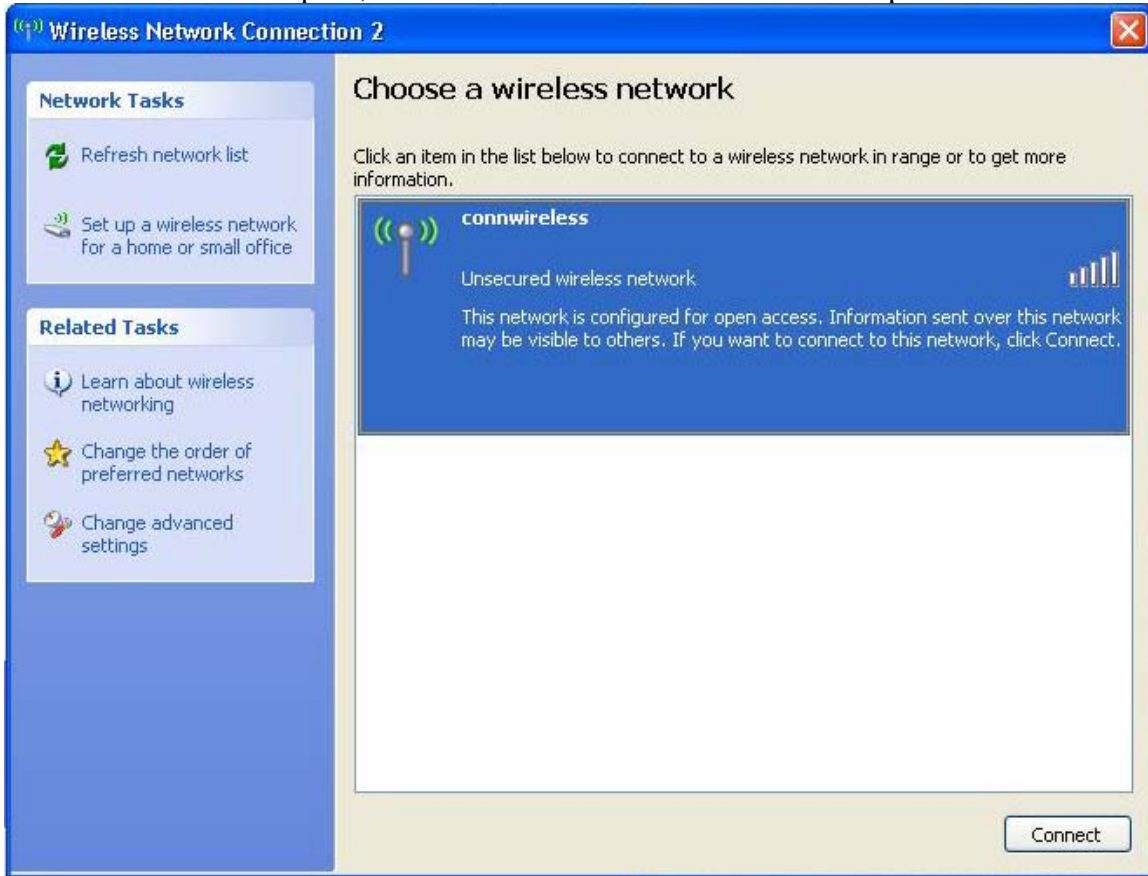 Wireless Network Connection 2
Network Tasks
Refresh network list
Set up a wireless network
for a home or small office
Related Tasks
Learn about wireless
networking
Change the order of
preferred networks
Change advanced
settings
Choose a wireless network
Click an item in the list below to connect to a wireless network in range or to get more
information.
connwireless
Unsecured wireless network
This network is configured for open access. Information sent over this network
may be visible to others. If you want to connect to this network, click Connect.
Connect